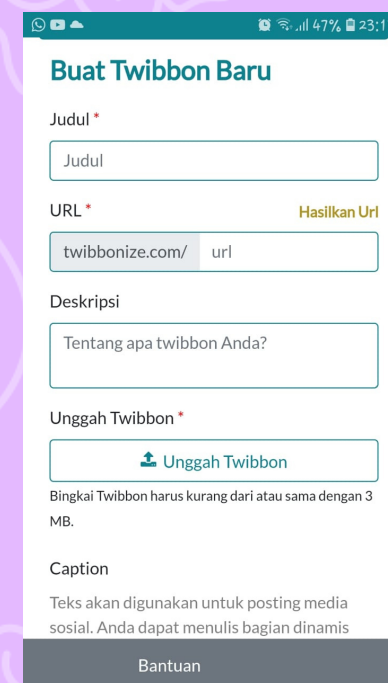 47% 23:1
Buat Twibbon Baru
Judul *
Judul
URL * Hasilkan Url
twibbonize.com/ url
Deskripsi
Tentang apa twibbon Anda?
Unggah Twibbon *
Unggah Twibbon
Bingkai Twibbon harus kurang dari atau sama dengan 3
MB.
Caption
Teks akan digunakan untuk posting media
sosial. Anda dapat menulis bagian dinamis
Bantuan